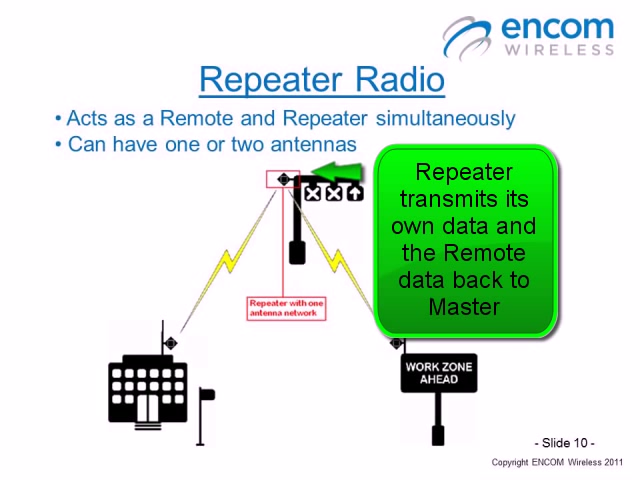 encom
WIRELESS
Repeater Radio
• Acts as a Remote and Repeater simultaneously
• Can have one or two antennas
Repeater
transmits its
own data and
the Remote
data back to
Master
Repeater with one
antenna network
WORK ZONE
AHEAD
- Slide 10 -
Copyright ENCOM Wireless 2011